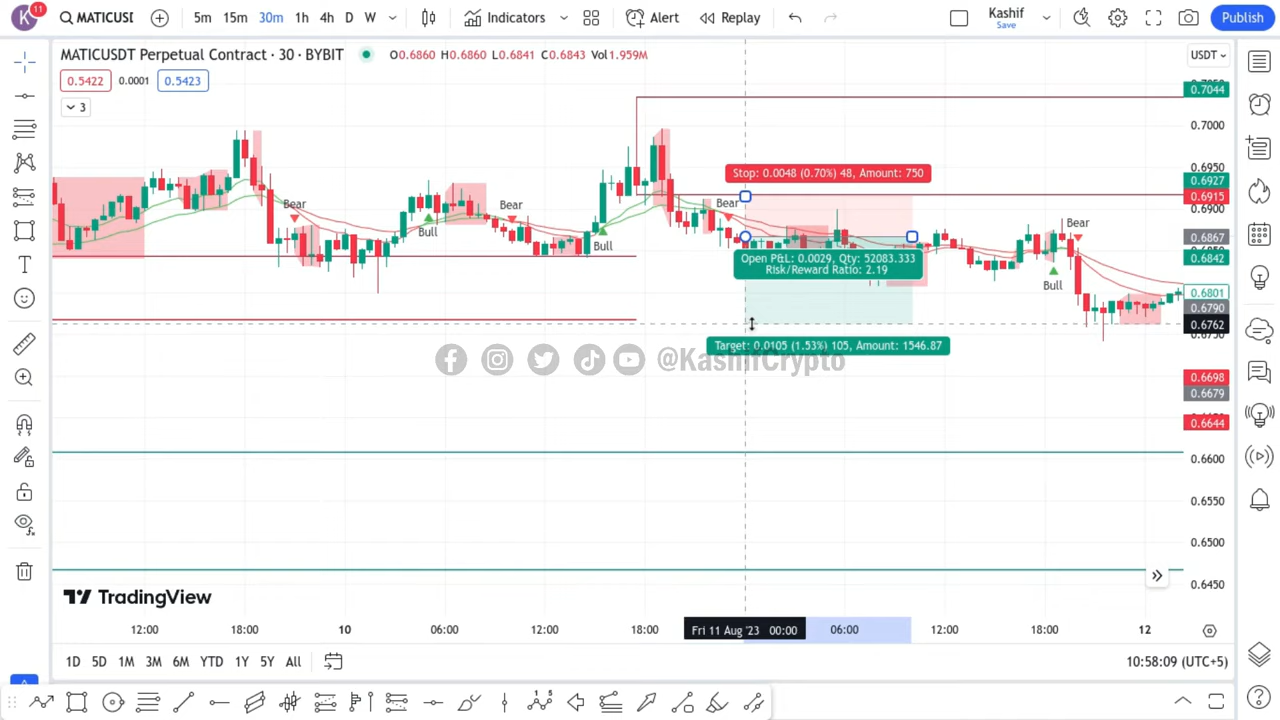 K
11
MATICUSDT
5m 15m 30m 1h 4h D W
Indicators
Alert
Replay
Kashif
Save
Publish
MATICUSDT Perpetual Contract · 30 · BYBIT
O0.6860 H0.6860 L0.6841 C0.6843 Vol1.959M
0.5422 0.0001 0.5423
3
USDT
0.7044
0.7000
0.6950
0.6927
0.6915
0.6900
0.6867
0.6842
0.6801
0.6790
0.6762
0.6698
0.6679
0.6644
0.6600
0.6550
0.6500
0.6450
Bear
Bull
Bear
Bull
Bear
Bear
Bull
Stop: 0.0048 (0.70%) 48, Amount: 750
Open P&L: 0.0029, Qty: 52083.333
Risk/Reward Ratio: 2.19
Target: 0.0105 (1.53%) 105, Amount: 1546.87
@KashifCrypto
TradingView
12:00 18:00 10 06:00 12:00 18:00 Fri 11 Aug '23 00:00 06:00 12:00 18:00 12
1D 5D 1M 3M 6M YTD 1Y 5Y All
10:58:09 (UTC+5)